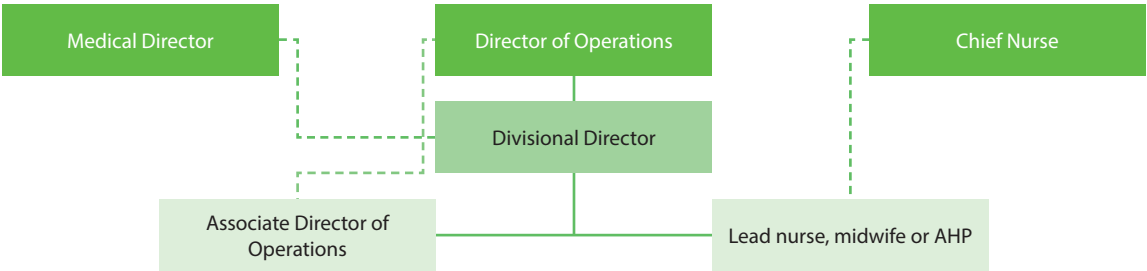 Medical Director
Director of Operations
Chief Nurse
Divisional Director
Associate Director of
Operations
Lead nurse, midwife or AHP